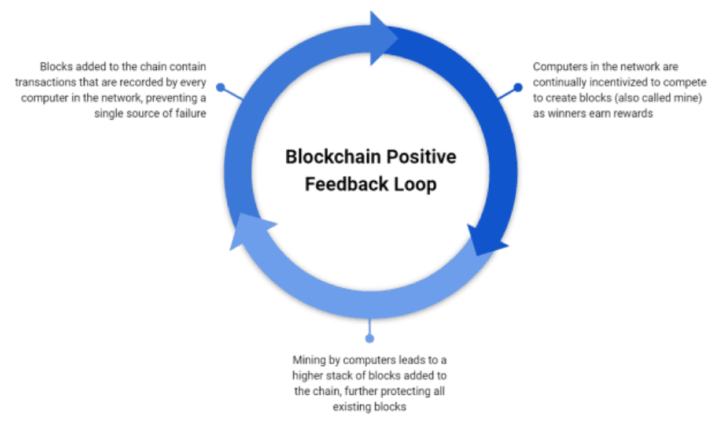 Blocks added to the chain contain
transactions that are recorded by every
computer in the network, preventing a
single source of failure
Computers in the network are
continually incentivized to compete
to create blocks (also called mine)
as winners earn rewards
Blockchain Positive
Feedback Loop
Mining by computers leads to a
higher stack of blocks added to
the chain, further protecting all
existing blocks